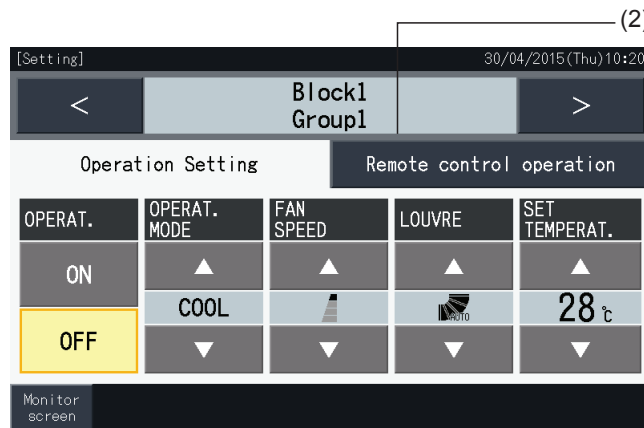 (2)
[Setting] 30/04/2015(Thu)10:20
< Block1 >
Group1
Operation Setting Remote control operation
OPERAT. OPERAT. MODE FAN SPEED LOUVRE SET TEMPERAT.
ON
COOL AUTO 28℃
OFF
Monitor
screen